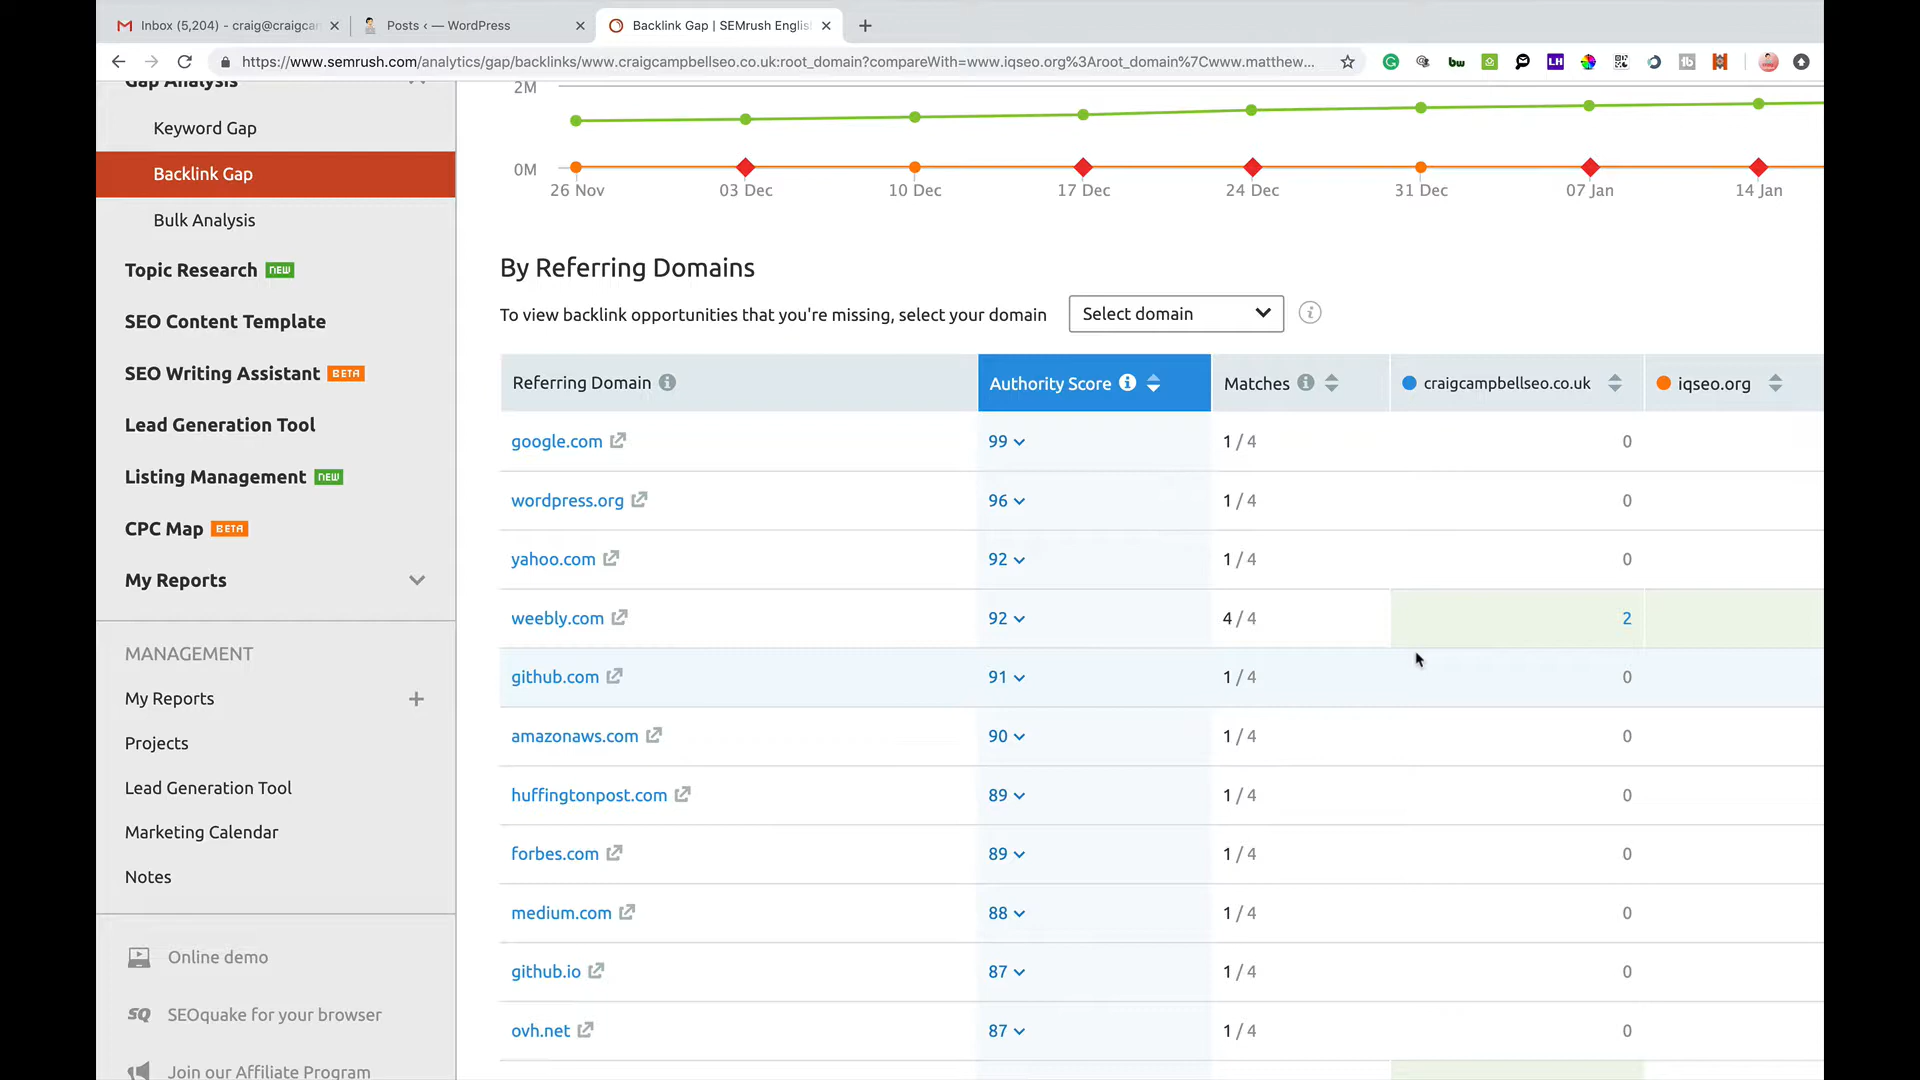 Inbox (5,204) - craig@craigcar
Posts ‹ — WordPress
Backlink Gap | SEMrush Englis
https://www.semrush.com/analytics/gap/backlinks/www.craigcampbellseo.co.uk:root_domain?compareWith=www.iqseo.org%3Aroot_domain%7Cwww.matthew...
bw
LH
tb
Gap Analysis
Keyword Gap
Backlink Gap
Bulk Analysis
Topic Research NEW
SEO Content Template
SEO Writing Assistant BETA
Lead Generation Tool
Listing Management NEW
CPC Map BETA
My Reports
MANAGEMENT
My Reports
Projects
Lead Generation Tool
Marketing Calendar
Notes
Online demo
SQ SEOquake for your browser
Join our Affiliate Program
2M
0M
26 Nov 03 Dec 10 Dec 17 Dec 24 Dec 31 Dec 07 Jan 14 Jan
By Referring Domains
To view backlink opportunities that you're missing, select your domain Select domain
Referring Domain Authority Score Matches craigcampbellseo.co.uk iqseo.org
google.com 99 1 / 4 0
wordpress.org 96 1 / 4 0
yahoo.com 92 1 / 4 0
weebly.com 92 4 / 4 2
github.com 91 1 / 4 0
amazonaws.com 90 1 / 4 0
huffingtonpost.com 89 1 / 4 0
forbes.com 89 1 / 4 0
medium.com 88 1 / 4 0
github.io 87 1 / 4 0
ovh.net 87 1 / 4 0